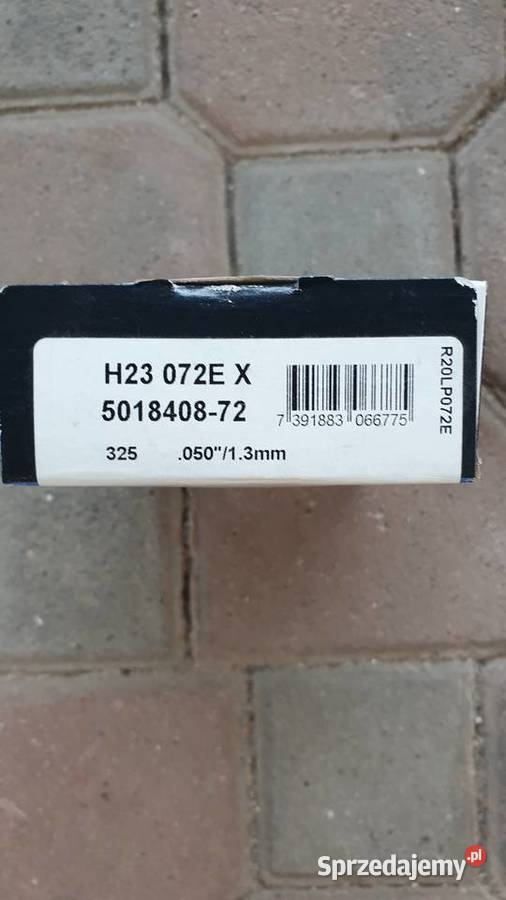 H23 072E X
5018408-72
325 .050"/1.3mm
7 391883 066775
R20LP072E
Sprzedajemy.pl